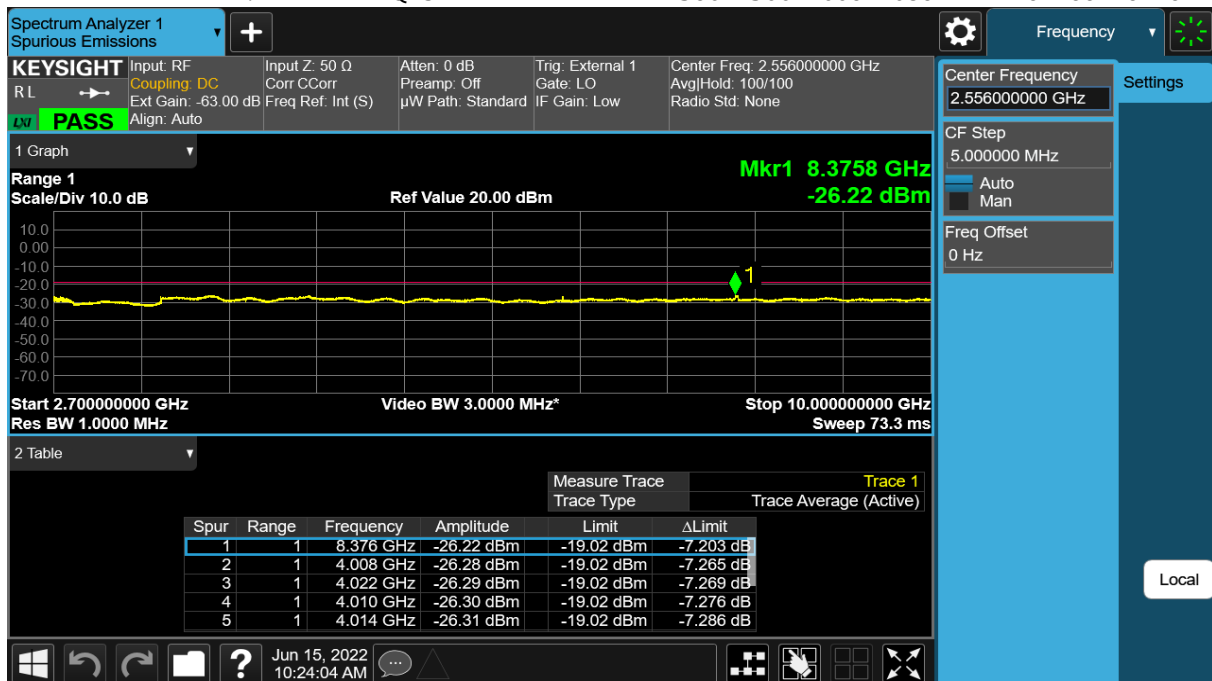 Spectrum Analyzer 1
Spurious Emissions
Frequency
KEYSIGHT
RL
LXI PASS
Input: RF
Coupling: DC
Ext Gain: -63.00 dB
Align: Auto
Input Z: 50 Ω
Corr CCorr
Freq Ref: Int (S)
Atten: 0 dB
Preamp: Off
µW Path: Standard
Trig: External 1
Gate: LO
IF Gain: Low
Center Freq: 2.556000000 GHz
Avg|Hold: 100/100
Radio Std: None
1 Graph
Range 1
Scale/Div 10.0 dB
Ref Value 20.00 dBm
Mkr1 8.3758 GHz
-26.22 dBm
10.0
0.00
-10.0
-20.0
-30.0
-40.0
-50.0
-60.0
-70.0
1
Start 2.700000000 GHz
Video BW 3.0000 MHz*
Stop 10.000000000 GHz
Res BW 1.0000 MHz
Sweep 73.3 ms
2 Table
Measure Trace Trace 1
Trace Type Trace Average (Active)
Spur Range Frequency Amplitude Limit ΔLimit
1 1 8.376 GHz -26.22 dBm -19.02 dBm -7.203 dB
2 1 4.008 GHz -26.28 dBm -19.02 dBm -7.265 dB
3 1 4.022 GHz -26.29 dBm -19.02 dBm -7.269 dB
4 1 4.010 GHz -26.30 dBm -19.02 dBm -7.276 dB
5 1 4.014 GHz -26.31 dBm -19.02 dBm -7.286 dB
Center Frequency
2.556000000 GHz
Settings
CF Step
5.000000 MHz
Auto
Man
Freq Offset
0 Hz
Local
?
Jun 15, 2022
10:24:04 AM